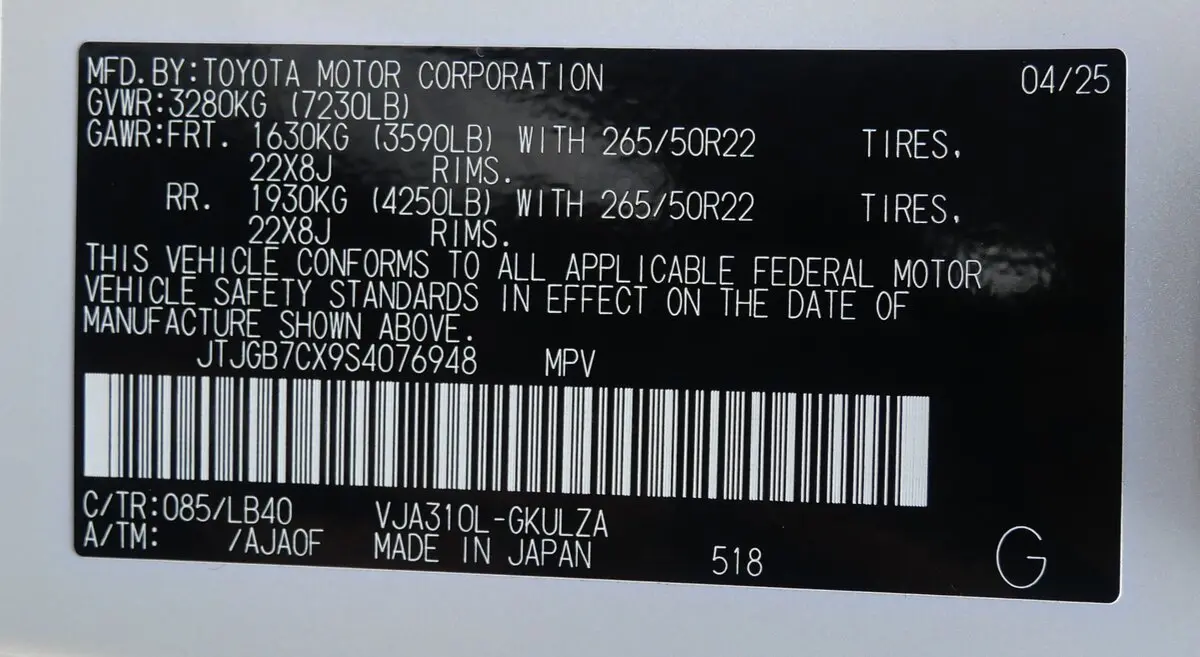 MFD.BY:TOYOTA MOTOR CORPORATION 04/25
GVWR:3280KG (7230LB)
GAWR:FRT. 1630KG (3590LB) WITH 265/50R22 TIRES.
22X8J RIMS.
RR. 1930KG (4250LB) WITH 265/50R22 TIRES.
22X8J RIMS.
THIS VEHICLE CONFORMS TO ALL APPLICABLE FEDERAL MOTOR
VEHICLE SAFETY STANDARDS IN EFFECT ON THE DATE OF
MANUFACTURE SHOWN ABOVE.
JTJGB7CX9S4076948 MPV
C/TR:085/LB40 VJA310L-GKULZA
A/TM: /AJA0F MADE IN JAPAN 518 G